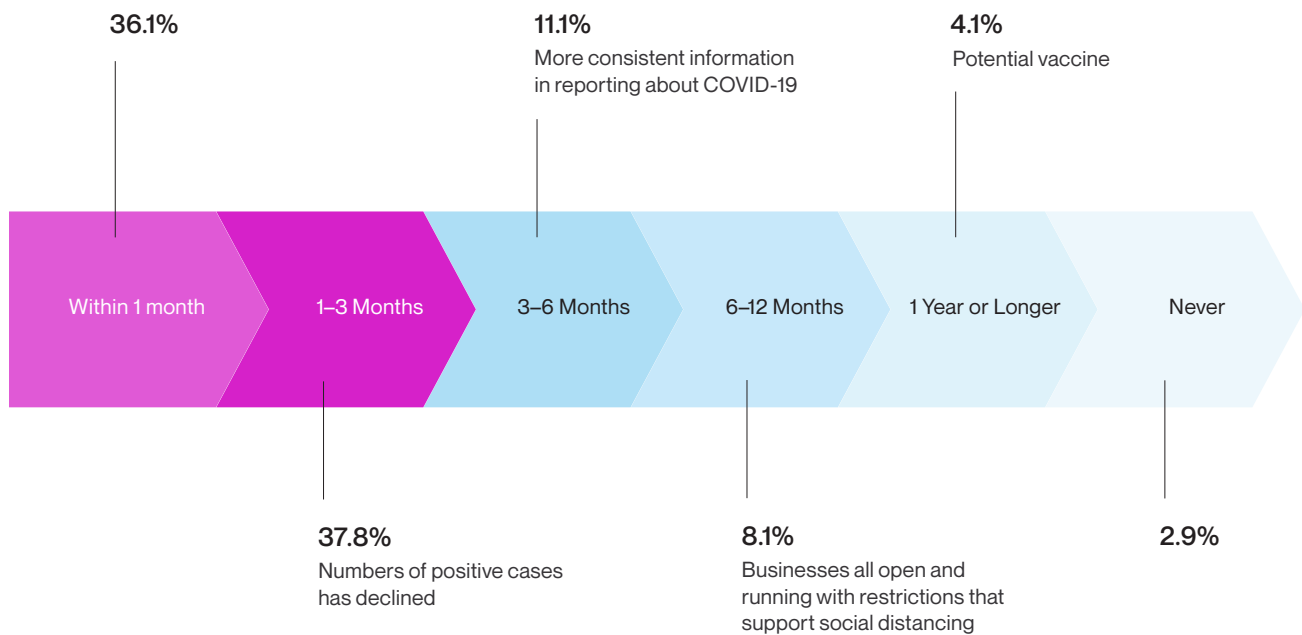 36.1%
11.1%
More consistent information
in reporting about COVID-19
4.1%
Potential vaccine
Within 1 month
1–3 Months
3–6 Months
6–12 Months
1 Year or Longer
Never
37.8%
Numbers of positive cases
has declined
8.1%
Businesses all open and
running with restrictions that
support social distancing
2.9%